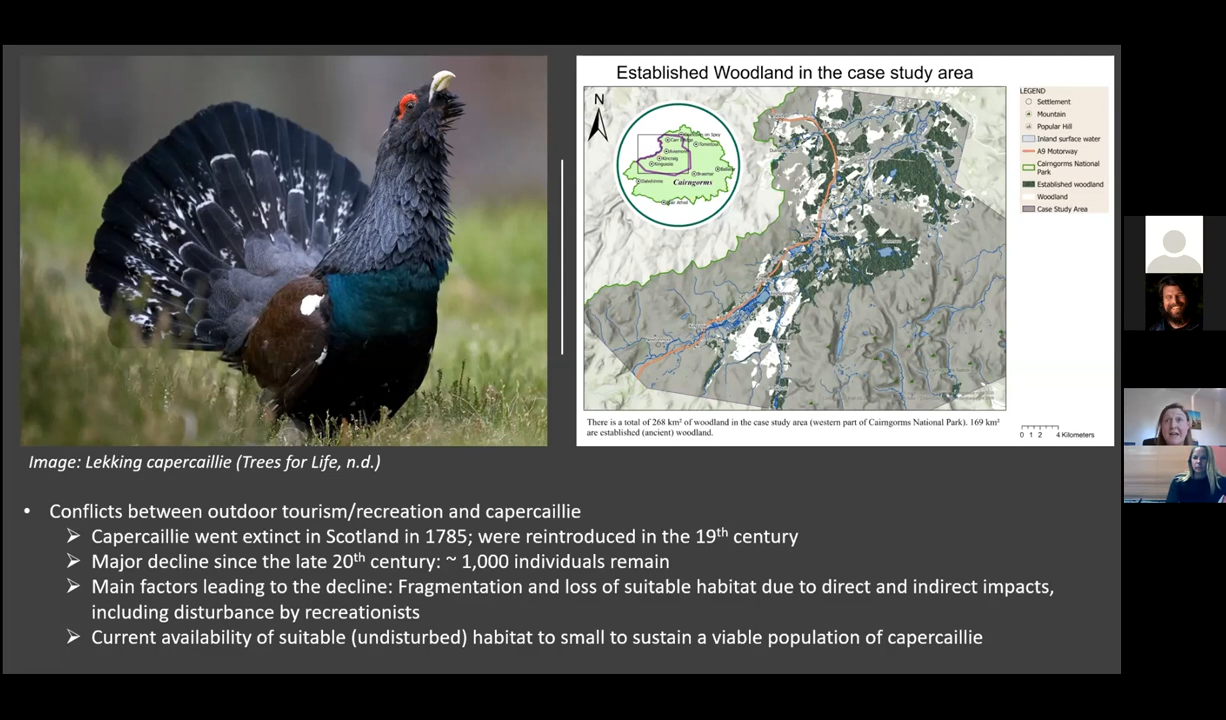 Established Woodland in the case study area
N
Cairngorms
LEGEND
Settlement
Mountain
Popular Hill
Inland surface water
A9 Motorway
Cairngorms National
Park
Established woodland
Woodland
Case Study Area
There is a total of 268 km² of woodland in the case study area (western part of Cairngorms National Park). 169 km²
are established (ancient) woodland.
0 1 2 4 Kilometers
Image: Lekking capercaillie (Trees for Life, n.d.)
• Conflicts between outdoor tourism/recreation and capercaillie
➢ Capercaillie went extinct in Scotland in 1785; were reintroduced in the 19th century
➢ Major decline since the late 20th century: ~ 1,000 individuals remain
➢ Main factors leading to the decline: Fragmentation and loss of suitable habitat due to direct and indirect impacts,
including disturbance by recreationists
➢ Current availability of suitable (undisturbed) habitat to small to sustain a viable population of capercaillie